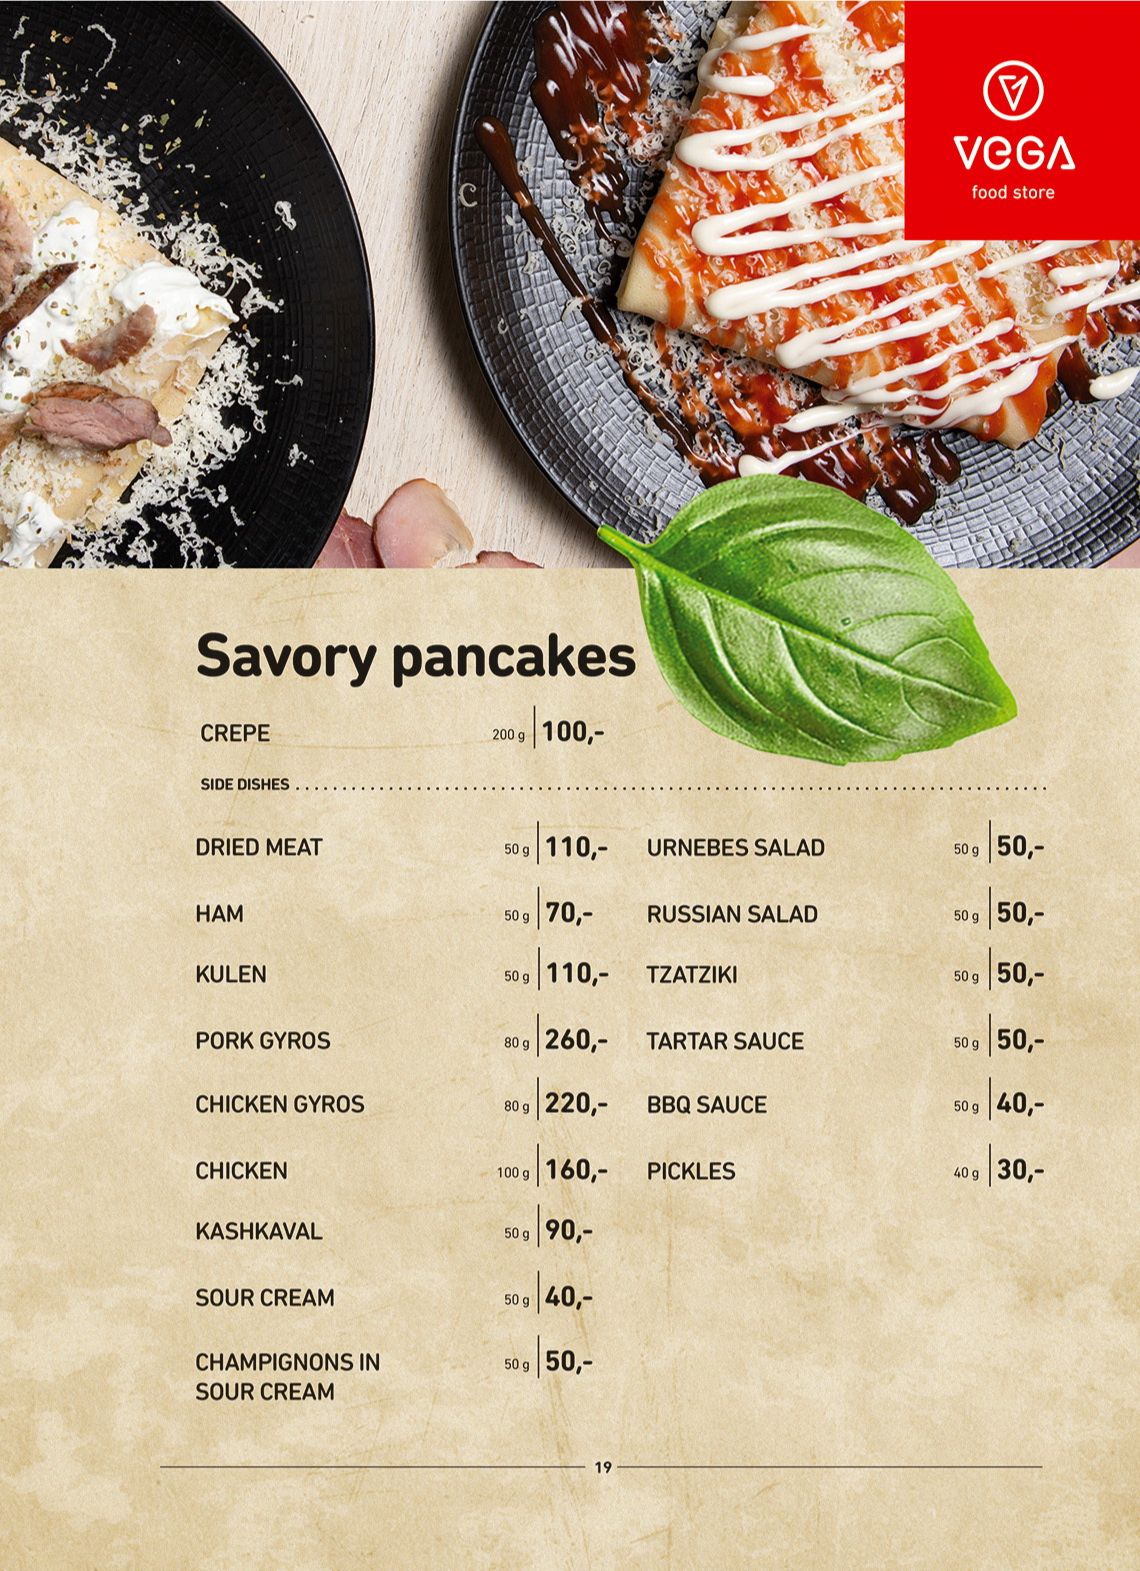 VEGA
food store
Savory pancakes
CREPE 200 g 100,-
SIDE DISHES
DRIED MEAT 50 g 110,-
HAM 50 g 70,-
KULEN 50 g 110,-
PORK GYROS 80 g 260,-
CHICKEN GYROS 80 g 220,-
CHICKEN 100 g 160,-
KASHKAVAL 50 g 90,-
SOUR CREAM 50 g 40,-
CHAMPIGNONS IN 50 g 50,-
SOUR CREAM
URNEBES SALAD 50 g 50,-
RUSSIAN SALAD 50 g 50,-
TZATZIKI 50 g 50,-
TARTAR SAUCE 50 g 50,-
BBQ SAUCE 50 g 40,-
PICKLES 40 g 30,-
19